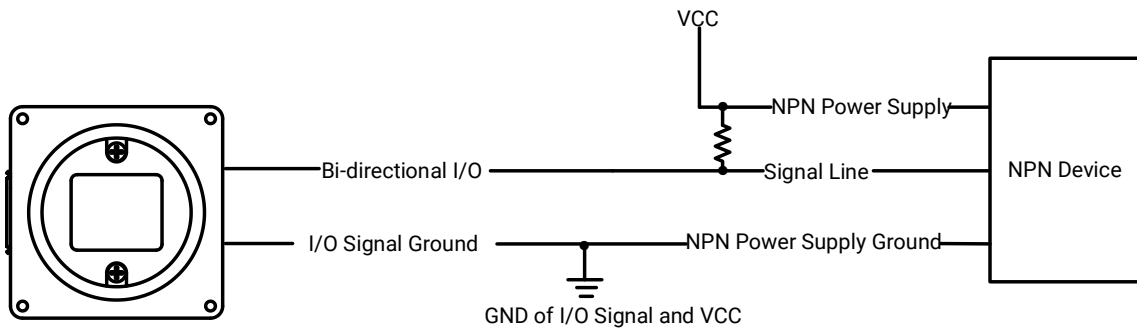 VCC
NPN Power Supply
Bi-directional I/O
Signal Line
NPN Device
I/O Signal Ground
NPN Power Supply Ground
GND of I/O Signal and VCC